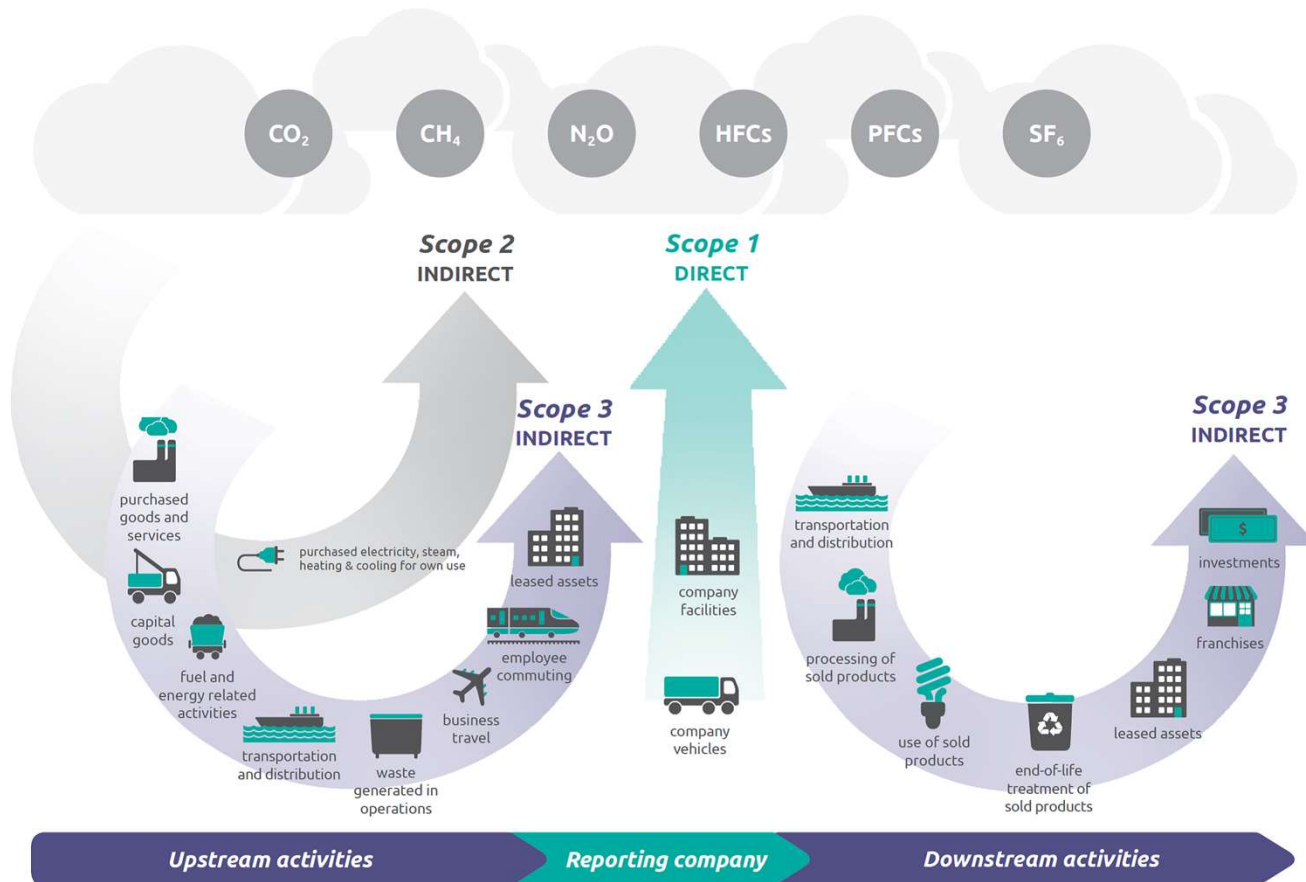 CO₂
CH₄
N₂O
HFCs
PFCs
SF₆
Scope 2
INDIRECT
Scope 1
DIRECT
Scope 3
INDIRECT
Scope 3
INDIRECT
purchased
goods and
services
capital
goods
fuel and
energy related
activities
purchased electricity, steam,
heating & cooling for own use
transportation
and distribution
waste
generated in
operations
business
travel
employee
commuting
leased assets
company
facilities
company
vehicles
transportation
and distribution
processing of
sold products
use of sold
products
end-of-life
treatment of
sold products
leased assets
franchises
$
investments
Upstream activities
Reporting company
Downstream activities